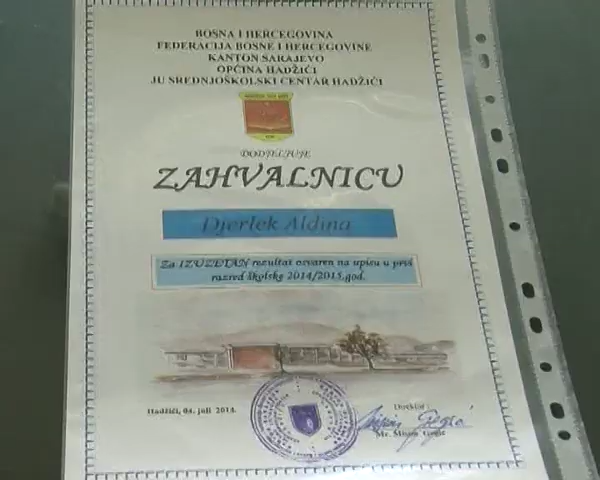 BOSNA I HERCEGOVINA
FEDERACIJA BOSNE I HERCEGOVINE
KANTON SARAJEVO
OPĆINA HADŽIĆI
JU SREDNJOŠKOLSKI CENTAR HADŽIĆI
DODJELJUJE
ZAHVALNICU
Djerlek Aldina
Za IZUZETAN rezultat ostvaren na upisu u prvi
razred školske 2014/2015.god.
Hadžići, 04. juli 2014.
Direktor